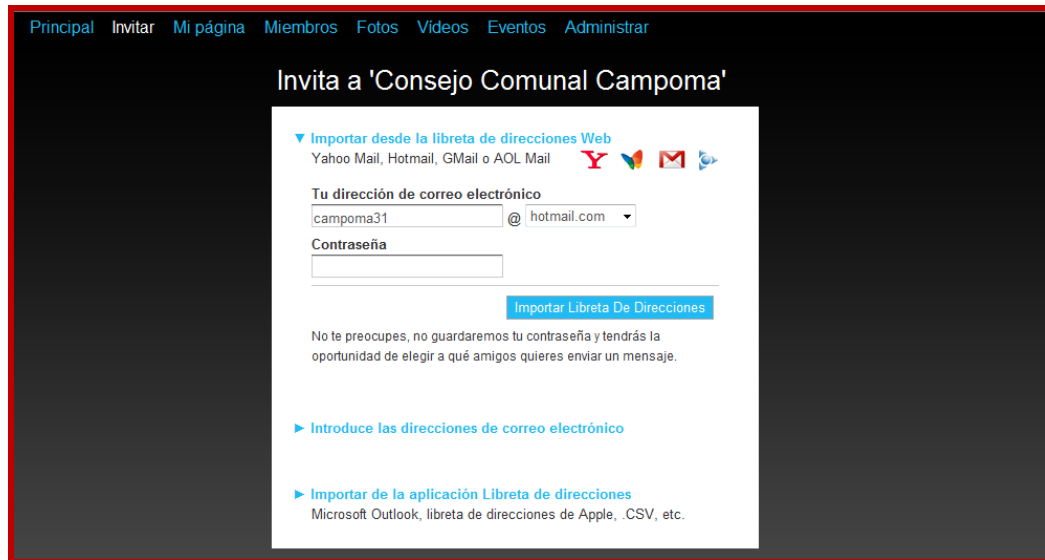 Principal Invitar Mi página Miembros Fotos Vídeos Eventos Administrar
Invita a 'Consejo Comunal Campoma'
▼ Importar desde la libreta de direcciones Web
Yahoo Mail, Hotmail, GMail o AOL Mail
Tu dirección de correo electrónico
campoma31 @ hotmail.com
Contraseña
Importar Libreta De Direcciones
No te preocupes, no guardaremos tu contraseña y tendrás la
oportunidad de elegir a qué amigos quieres enviar un mensaje.
► Introduce las direcciones de correo electrónico
► Importar de la aplicación Libreta de direcciones
Microsoft Outlook, libreta de direcciones de Apple, .CSV, etc.